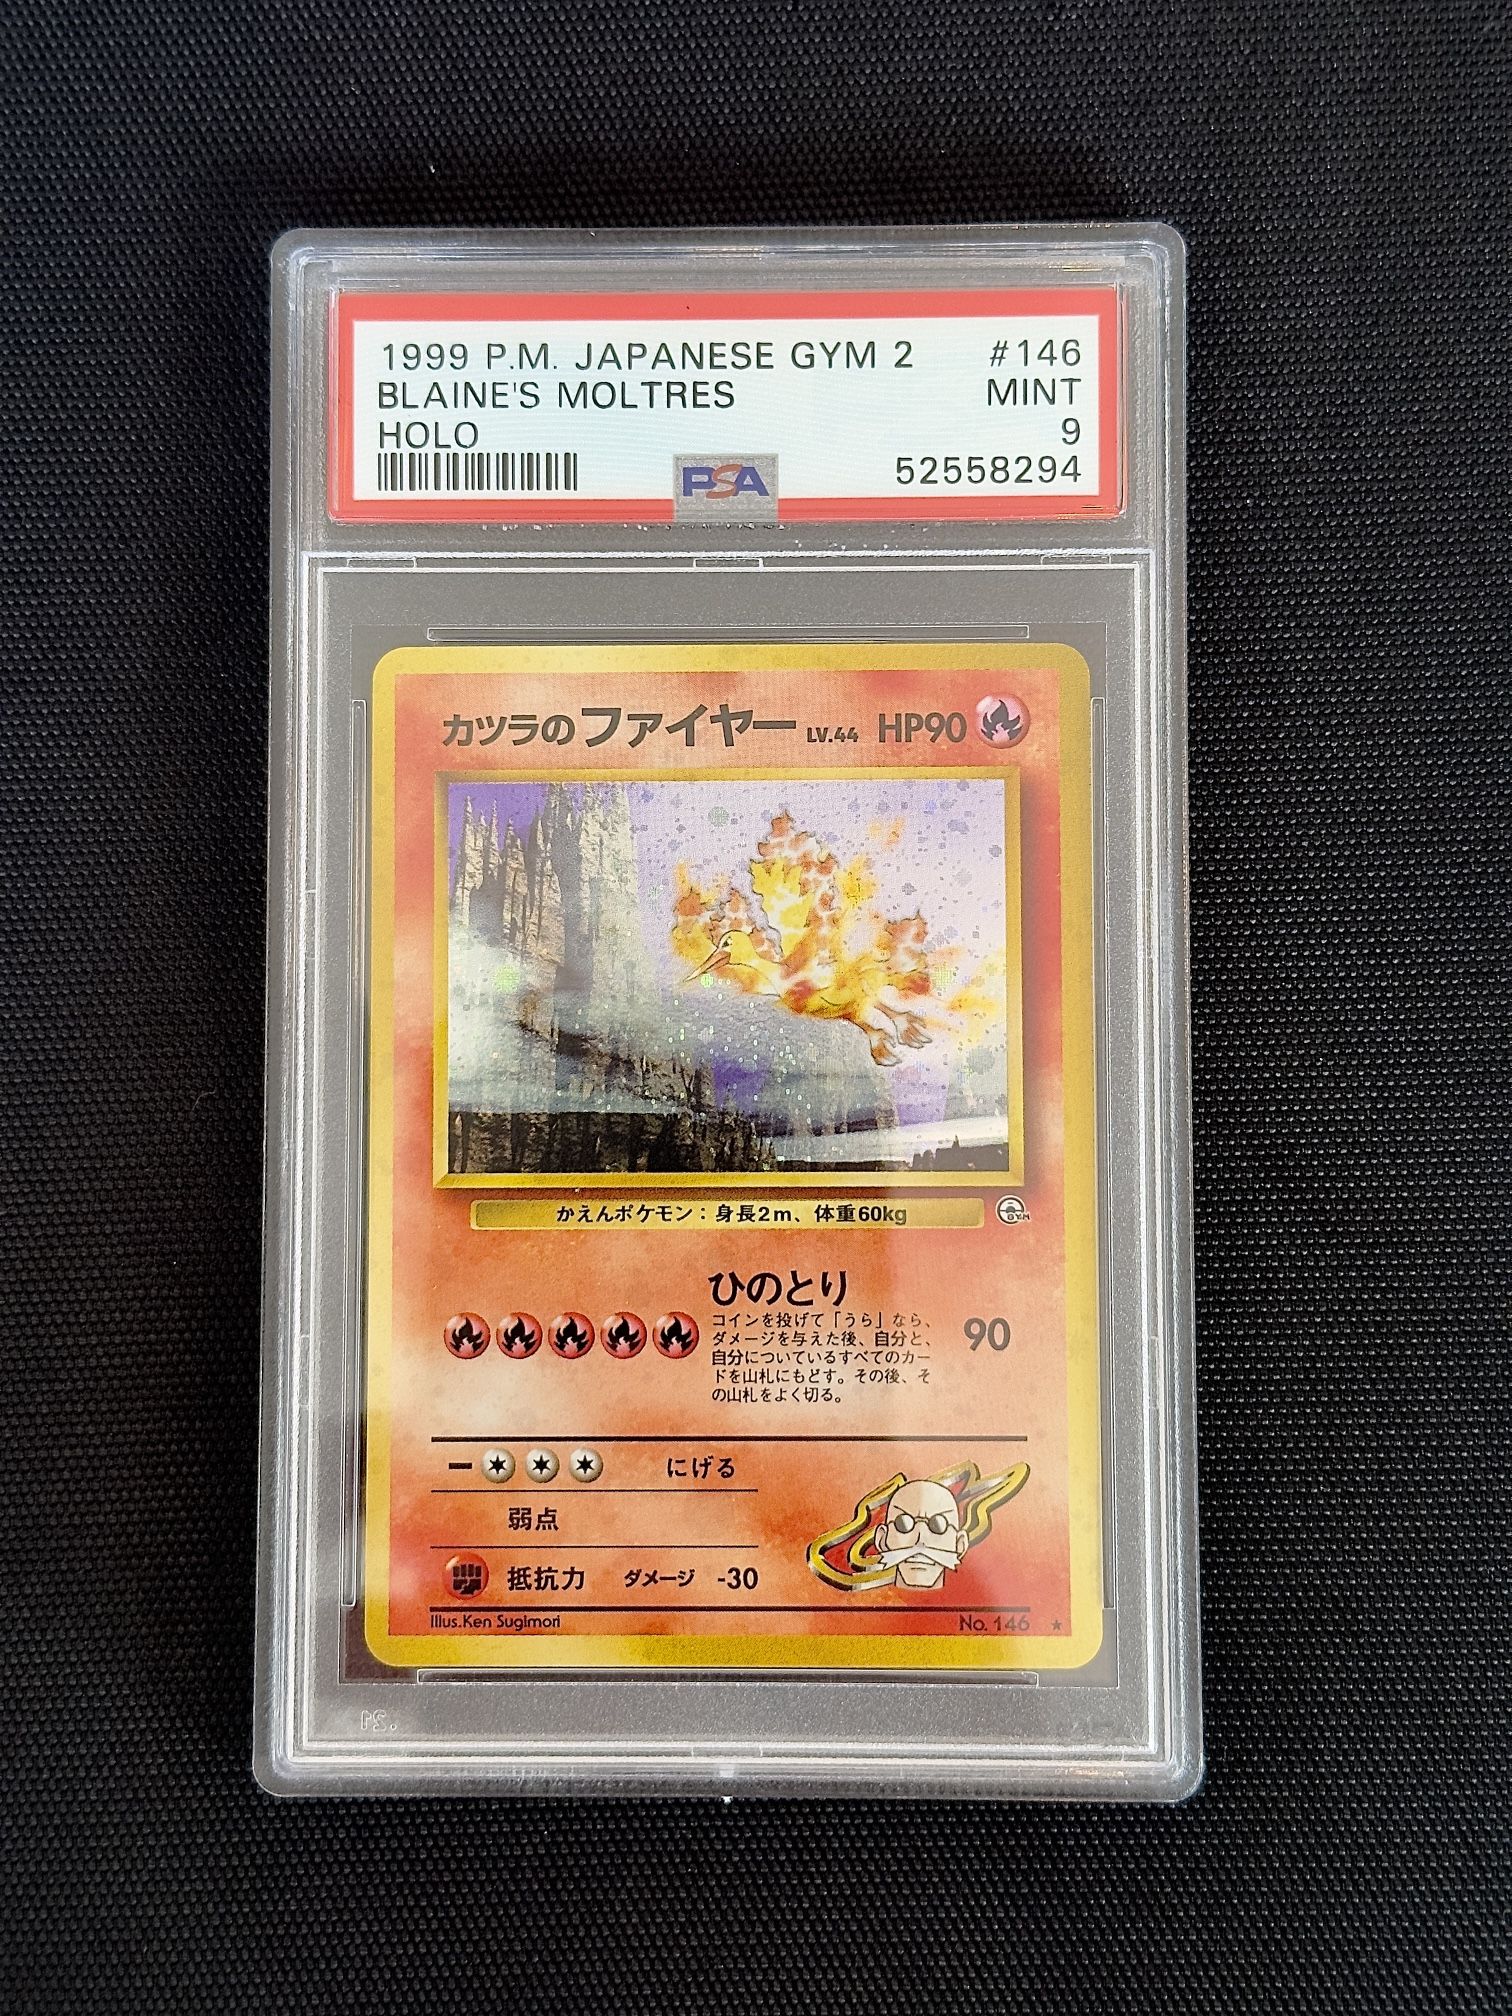 1999 P.M. JAPANESE GYM 2 #146
BLAINE'S MOLTRES MINT
HOLO 9
PSA 52558294
カツラのファイヤー LV.44 HP90
かえんポケモン：身長2m、体重60kg
GYM
ひのとり
コインを投げて「うら」なら、
ダメージを与えた後、自分と、
自分についているすべてのカー
ドを山札にもどす。その後、そ
の山札をよく切る。
90
− にげる
弱点
抵抗力 ダメージ -30
Illus.Ken Sugimori No. 146 ★